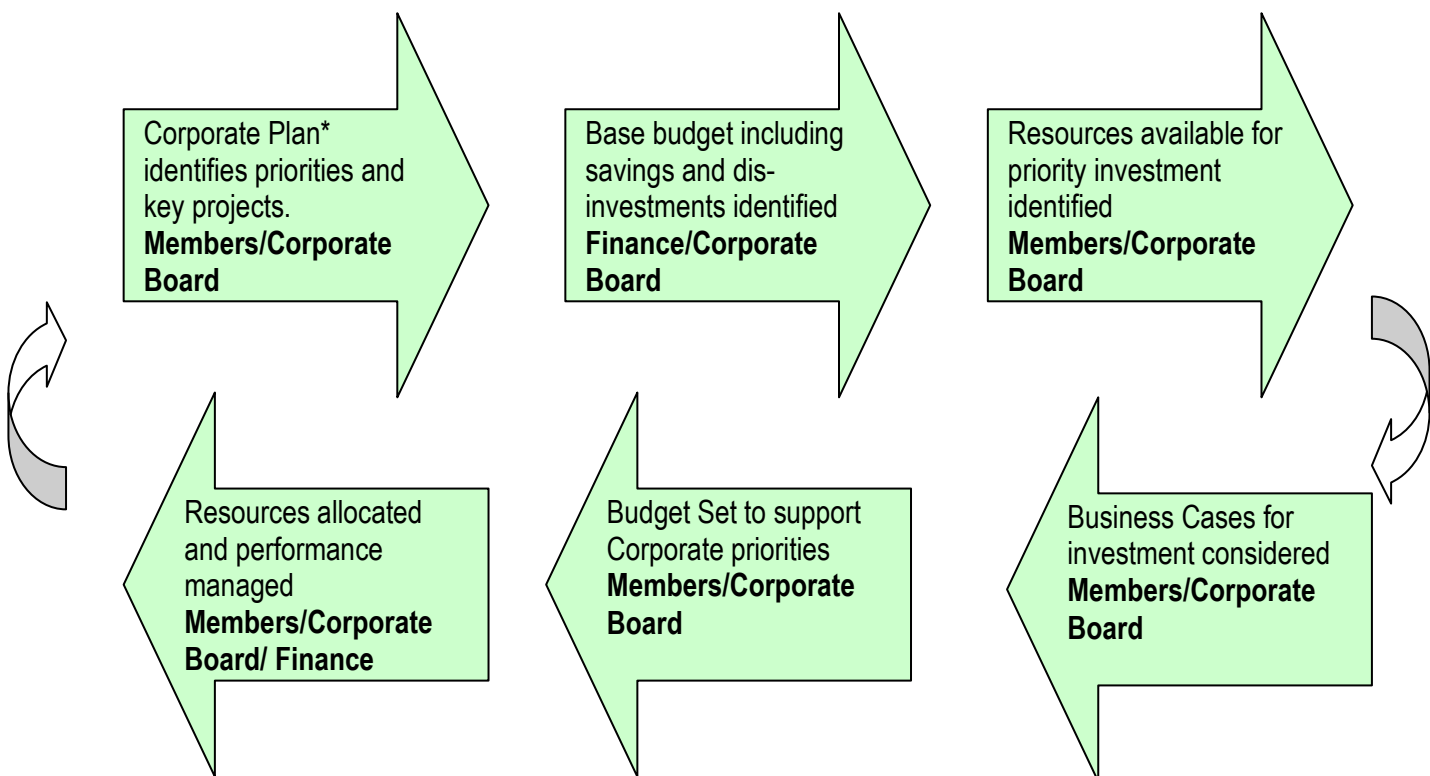 Corporate Plan*
identifies priorities and
key projects.
Members/Corporate
Board
Base budget including
savings and dis-
investments identified
Finance/Corporate
Board
Resources available for
priority investment
identified
Members/Corporate
Board
Business Cases for
investment considered
Members/Corporate
Board
Budget Set to support
Corporate priorities
Members/Corporate
Board
Resources allocated
and performance
managed
Members/Corporate
Board/ Finance